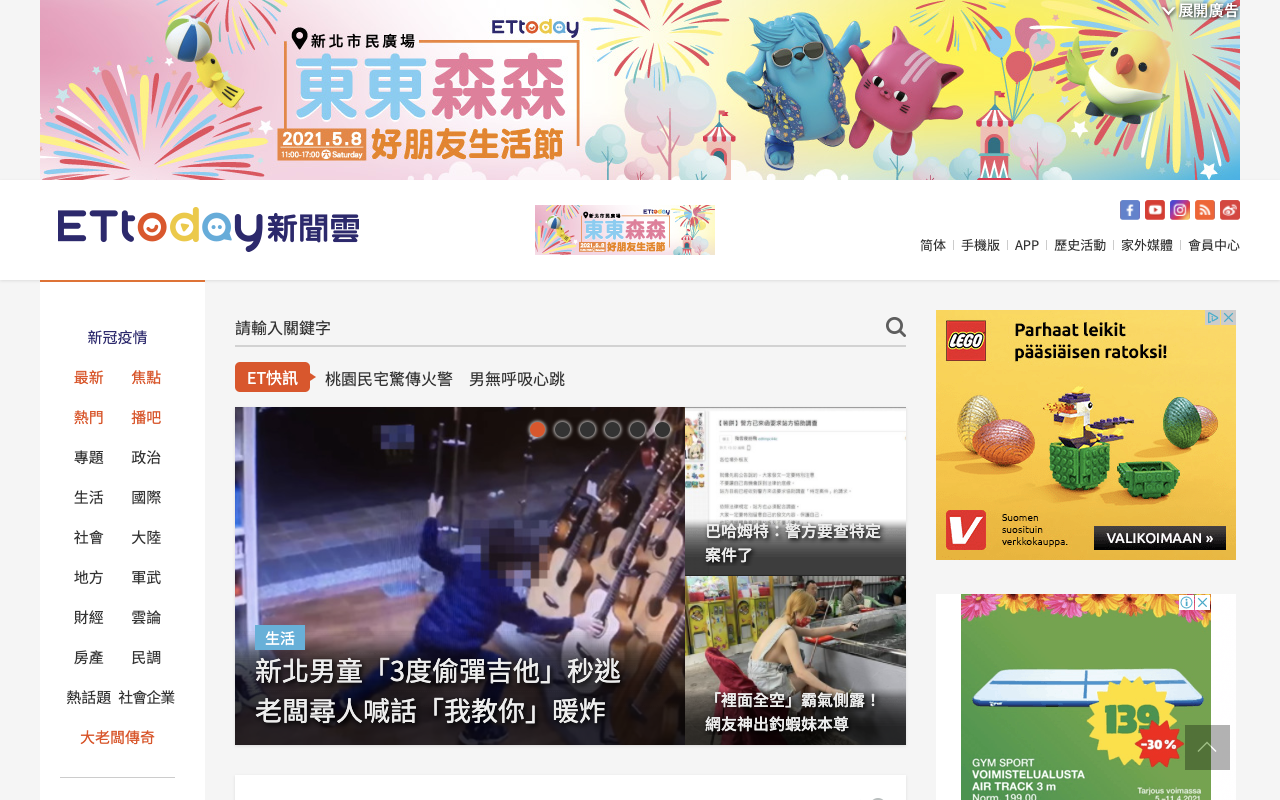 展開廣告
ETtoday
新北市民廣場
東東森森
2021.5.8
11:00-17:00 六 Saturday
好朋友生活節
ETtoday新聞雲
新北市民廣場
ETtoday
東東森森
2021.5.8
好朋友生活節
简体
手機版
APP
歷史活動
家外媒體
會員中心
新冠疫情
最新 焦點
熱門 播吧
專題 政治
生活 國際
社會 大陸
地方 軍武
財經 雲論
房產 民調
熱話題 社會企業
大老闆傳奇
請輸入關鍵字
ET快訊
桃園民宅驚傳火警 男無呼吸心跳
生活
新北男童「3度偷彈吉他」秒逃
老闆尋人喊話「我教你」暖炸
巴哈姆特：警方要查特定
案件了
「裡面全空」霸氣側露！
網友神出釣蝦妹本尊
LEGO
Parhaat leikit
pääsiäisen ratoksi!
V
Suomen
suosituin
verkkokauppa.
VALIKOIMAAN »
139
-30%
GYM SPORT
VOIMISTELUALUSTA
AIR TRACK 3 m
Norm. 199,00
Tarjous voimassa
5.-11.4.2021